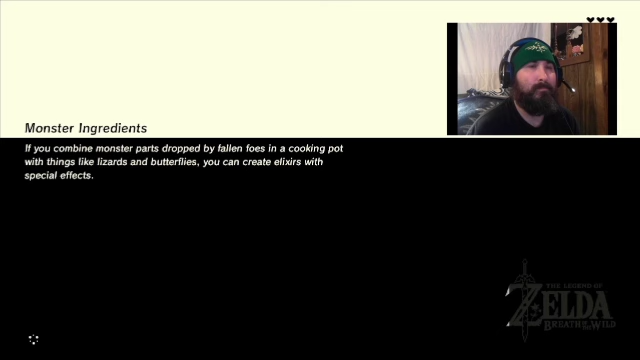 Monster Ingredients
If you combine monster parts dropped by fallen foes in a cooking pot
with things like lizards and butterflies, you can create elixirs with
special effects.
THE LEGEND OF
ZELDA
BREATH OF THE WILD